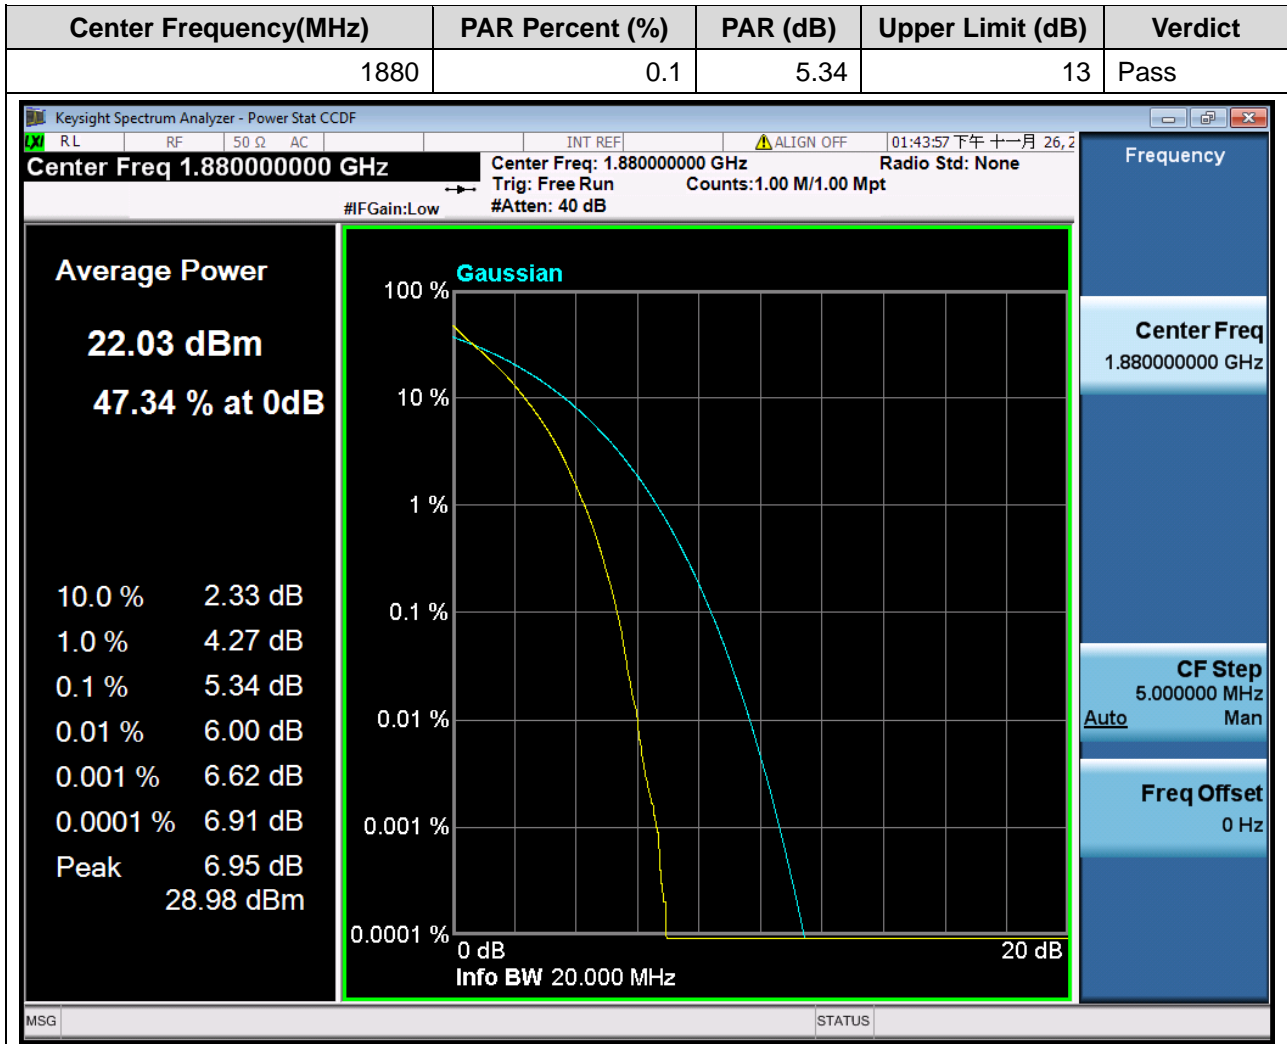 Center Frequency(MHz) PAR Percent (%) PAR (dB) Upper Limit (dB) Verdict
1880 0.1 5.34 13 Pass
Keysight Spectrum Analyzer - Power Stat CCDF
LXI RL RF 50 Ω AC INT REF ALIGN OFF 01:43:57 下午 十一月 26, 2
Center Freq 1.880000000 GHz
Center Freq: 1.880000000 GHz Radio Std: None
Trig: Free Run Counts:1.00 M/1.00 Mpt
#IFGain:Low #Atten: 40 dB
Frequency
Average Power
22.03 dBm
47.34 % at 0dB
10.0 % 2.33 dB
1.0 % 4.27 dB
0.1 % 5.34 dB
0.01 % 6.00 dB
0.001 % 6.62 dB
0.0001 % 6.91 dB
Peak 6.95 dB
28.98 dBm
Gaussian
100 %
10 %
1 %
0.1 %
0.01 %
0.001 %
0.0001 %
0 dB 20 dB
Info BW 20.000 MHz
Center Freq
1.880000000 GHz
CF Step
5.000000 MHz
Auto Man
Freq Offset
0 Hz
MSG STATUS